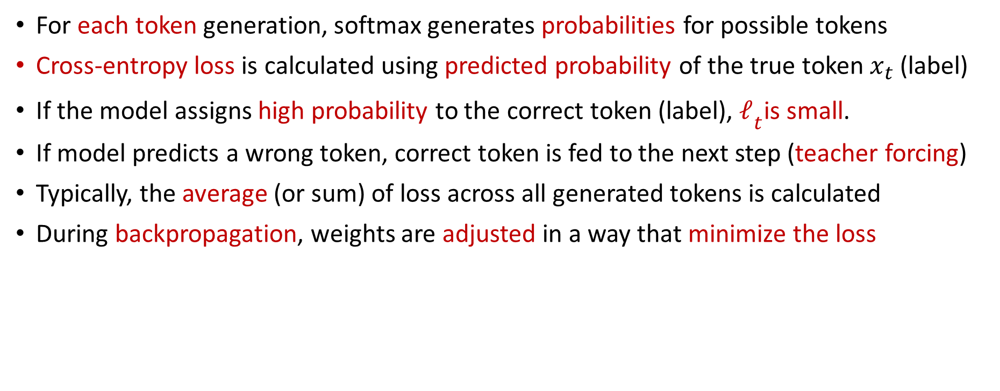 • For each token generation, softmax generates probabilities for possible tokens
• Cross-entropy loss is calculated using predicted probability of the true token 𝑥ₜ (label)
• If the model assigns high probability to the correct token (label), ℓₜ is small.
• If model predicts a wrong token, correct token is fed to the next step (teacher forcing)
• Typically, the average (or sum) of loss across all generated tokens is calculated
• During backpropagation, weights are adjusted in a way that minimize the loss